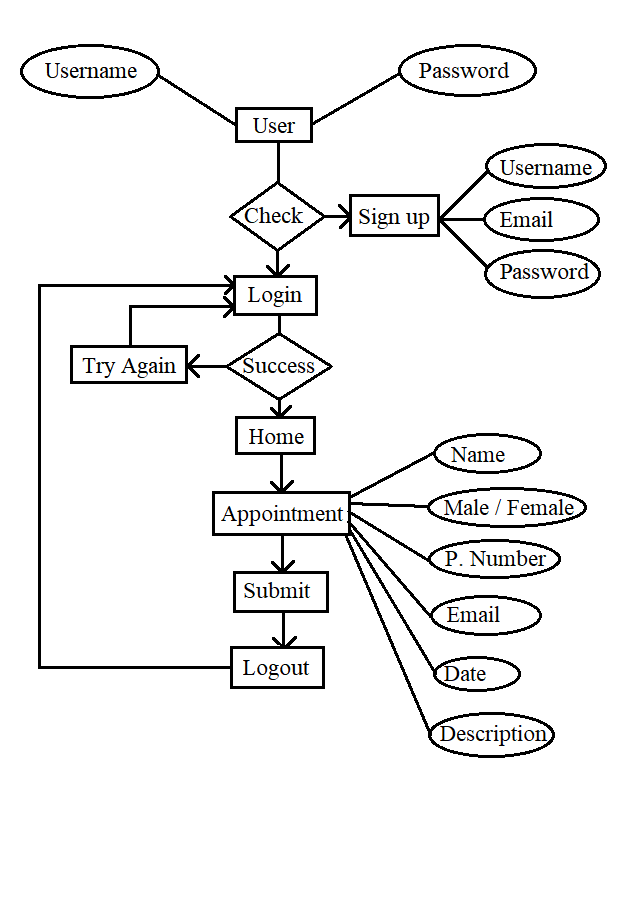 Username
Password
User
Username
Check
Sign up
Email
Password
Login
Try Again
Success
Home
Name
Appointment
Male / Female
P. Number
Submit
Email
Logout
Date
Description